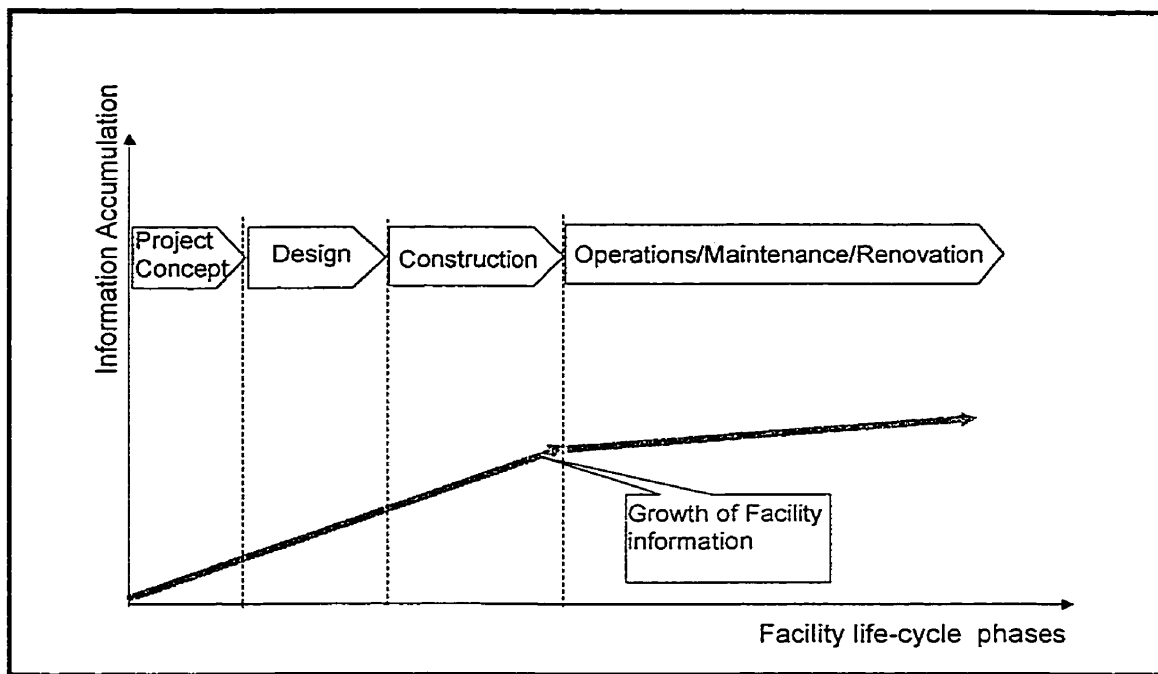 Information Accumulation
Project
Concept
Design
Construction
Operations/Maintenance/Renovation
Growth of Facility
information
Facility life-cycle phases